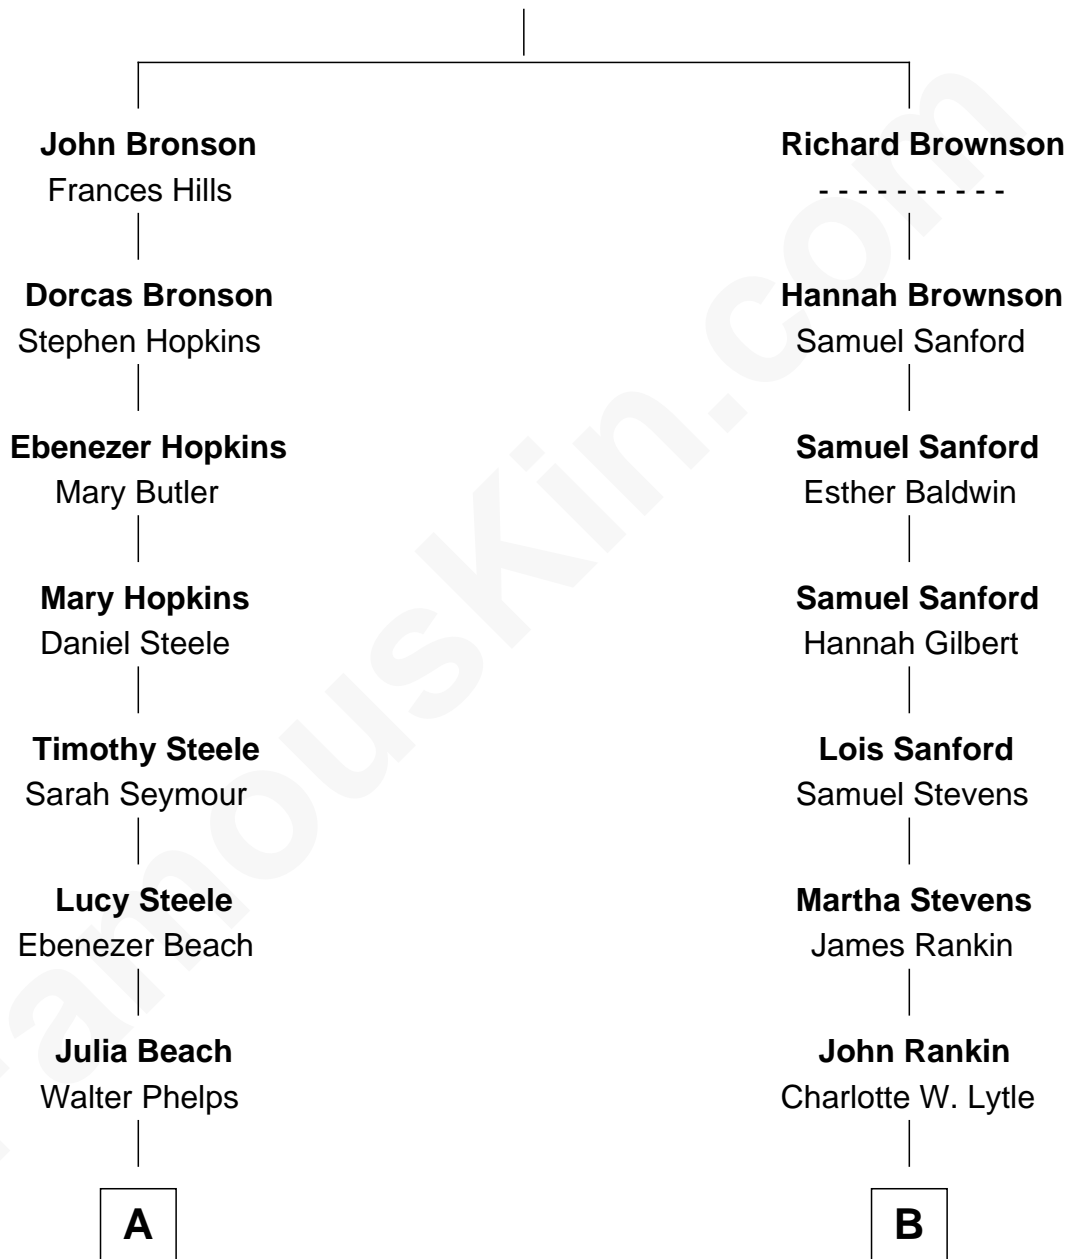 John Bronson
Frances Hills
Dorcas Bronson
Stephen Hopkins
Ebenezer Hopkins
Mary Butler
Mary Hopkins
Daniel Steele
Timothy Steele
Sarah Seymour
Lucy Steele
Ebenezer Beach
Julia Beach
Walter Phelps
A
Richard Brownson
- - - - - - - - - -
Hannah Brownson
Samuel Sanford
Samuel Sanford
Esther Baldwin
Samuel Sanford
Hannah Gilbert
Lois Sanford
Samuel Stevens
Martha Stevens
James Rankin
John Rankin
Charlotte W. Lytle
B
FamousKin.com